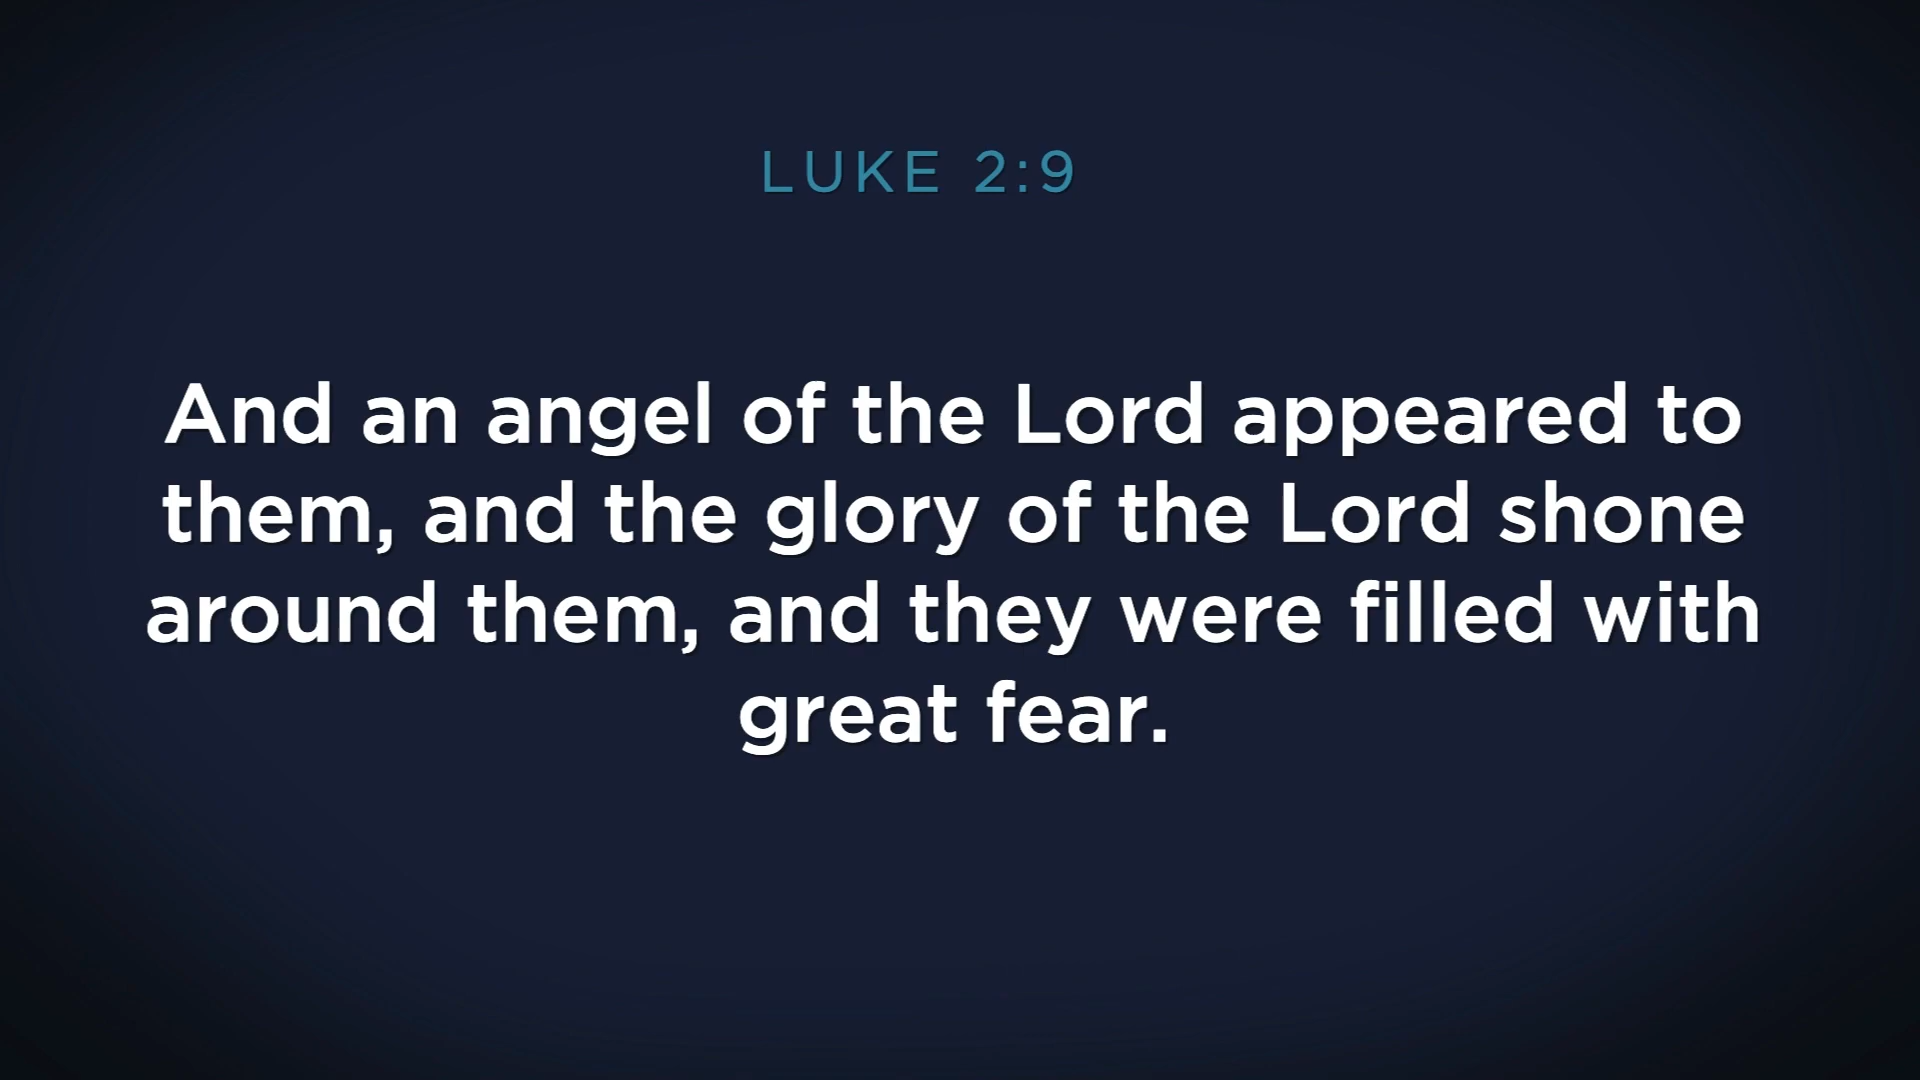 LUKE 2:9
And an angel of the Lord appeared to
them, and the glory of the Lord shone
around them, and they were filled with
great fear.